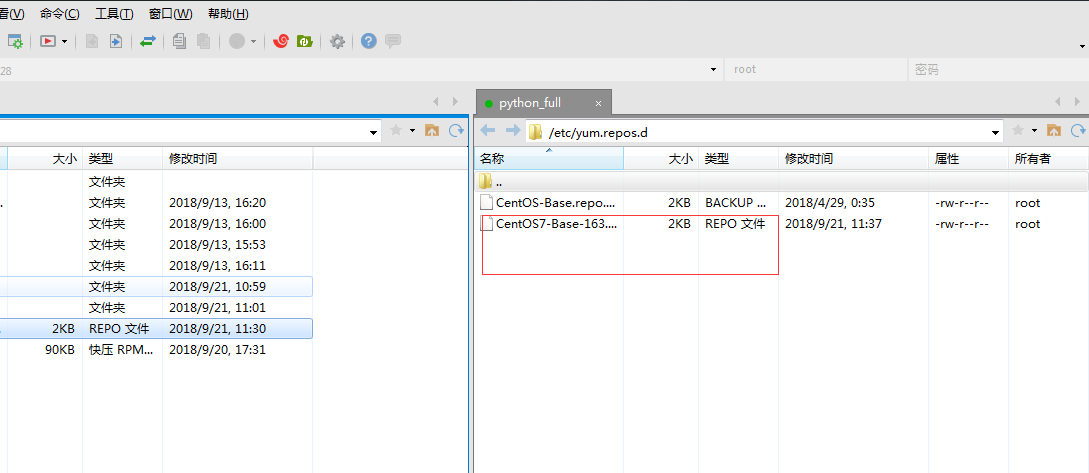 看(V) 命令(C) 工具(T) 窗口(W) 帮助(H)
28 root 密码
python_full ×
/etc/yum.repos.d
大小 类型 修改时间
文件夹
文件夹 2018/9/13, 16:20
文件夹 2018/9/13, 16:00
文件夹 2018/9/13, 15:53
文件夹 2018/9/13, 16:11
文件夹 2018/9/21, 10:59
文件夹 2018/9/21, 11:01
2KB REPO 文件 2018/9/21, 11:30
90KB 快压 RPM... 2018/9/20, 17:31
名称 大小 类型 修改时间 属性 所有者
..
CentOS-Base.repo.... 2KB BACKUP ... 2018/4/29, 0:35 -rw-r--r-- root
CentOS7-Base-163.... 2KB REPO 文件 2018/9/21, 11:37 -rw-r--r-- root